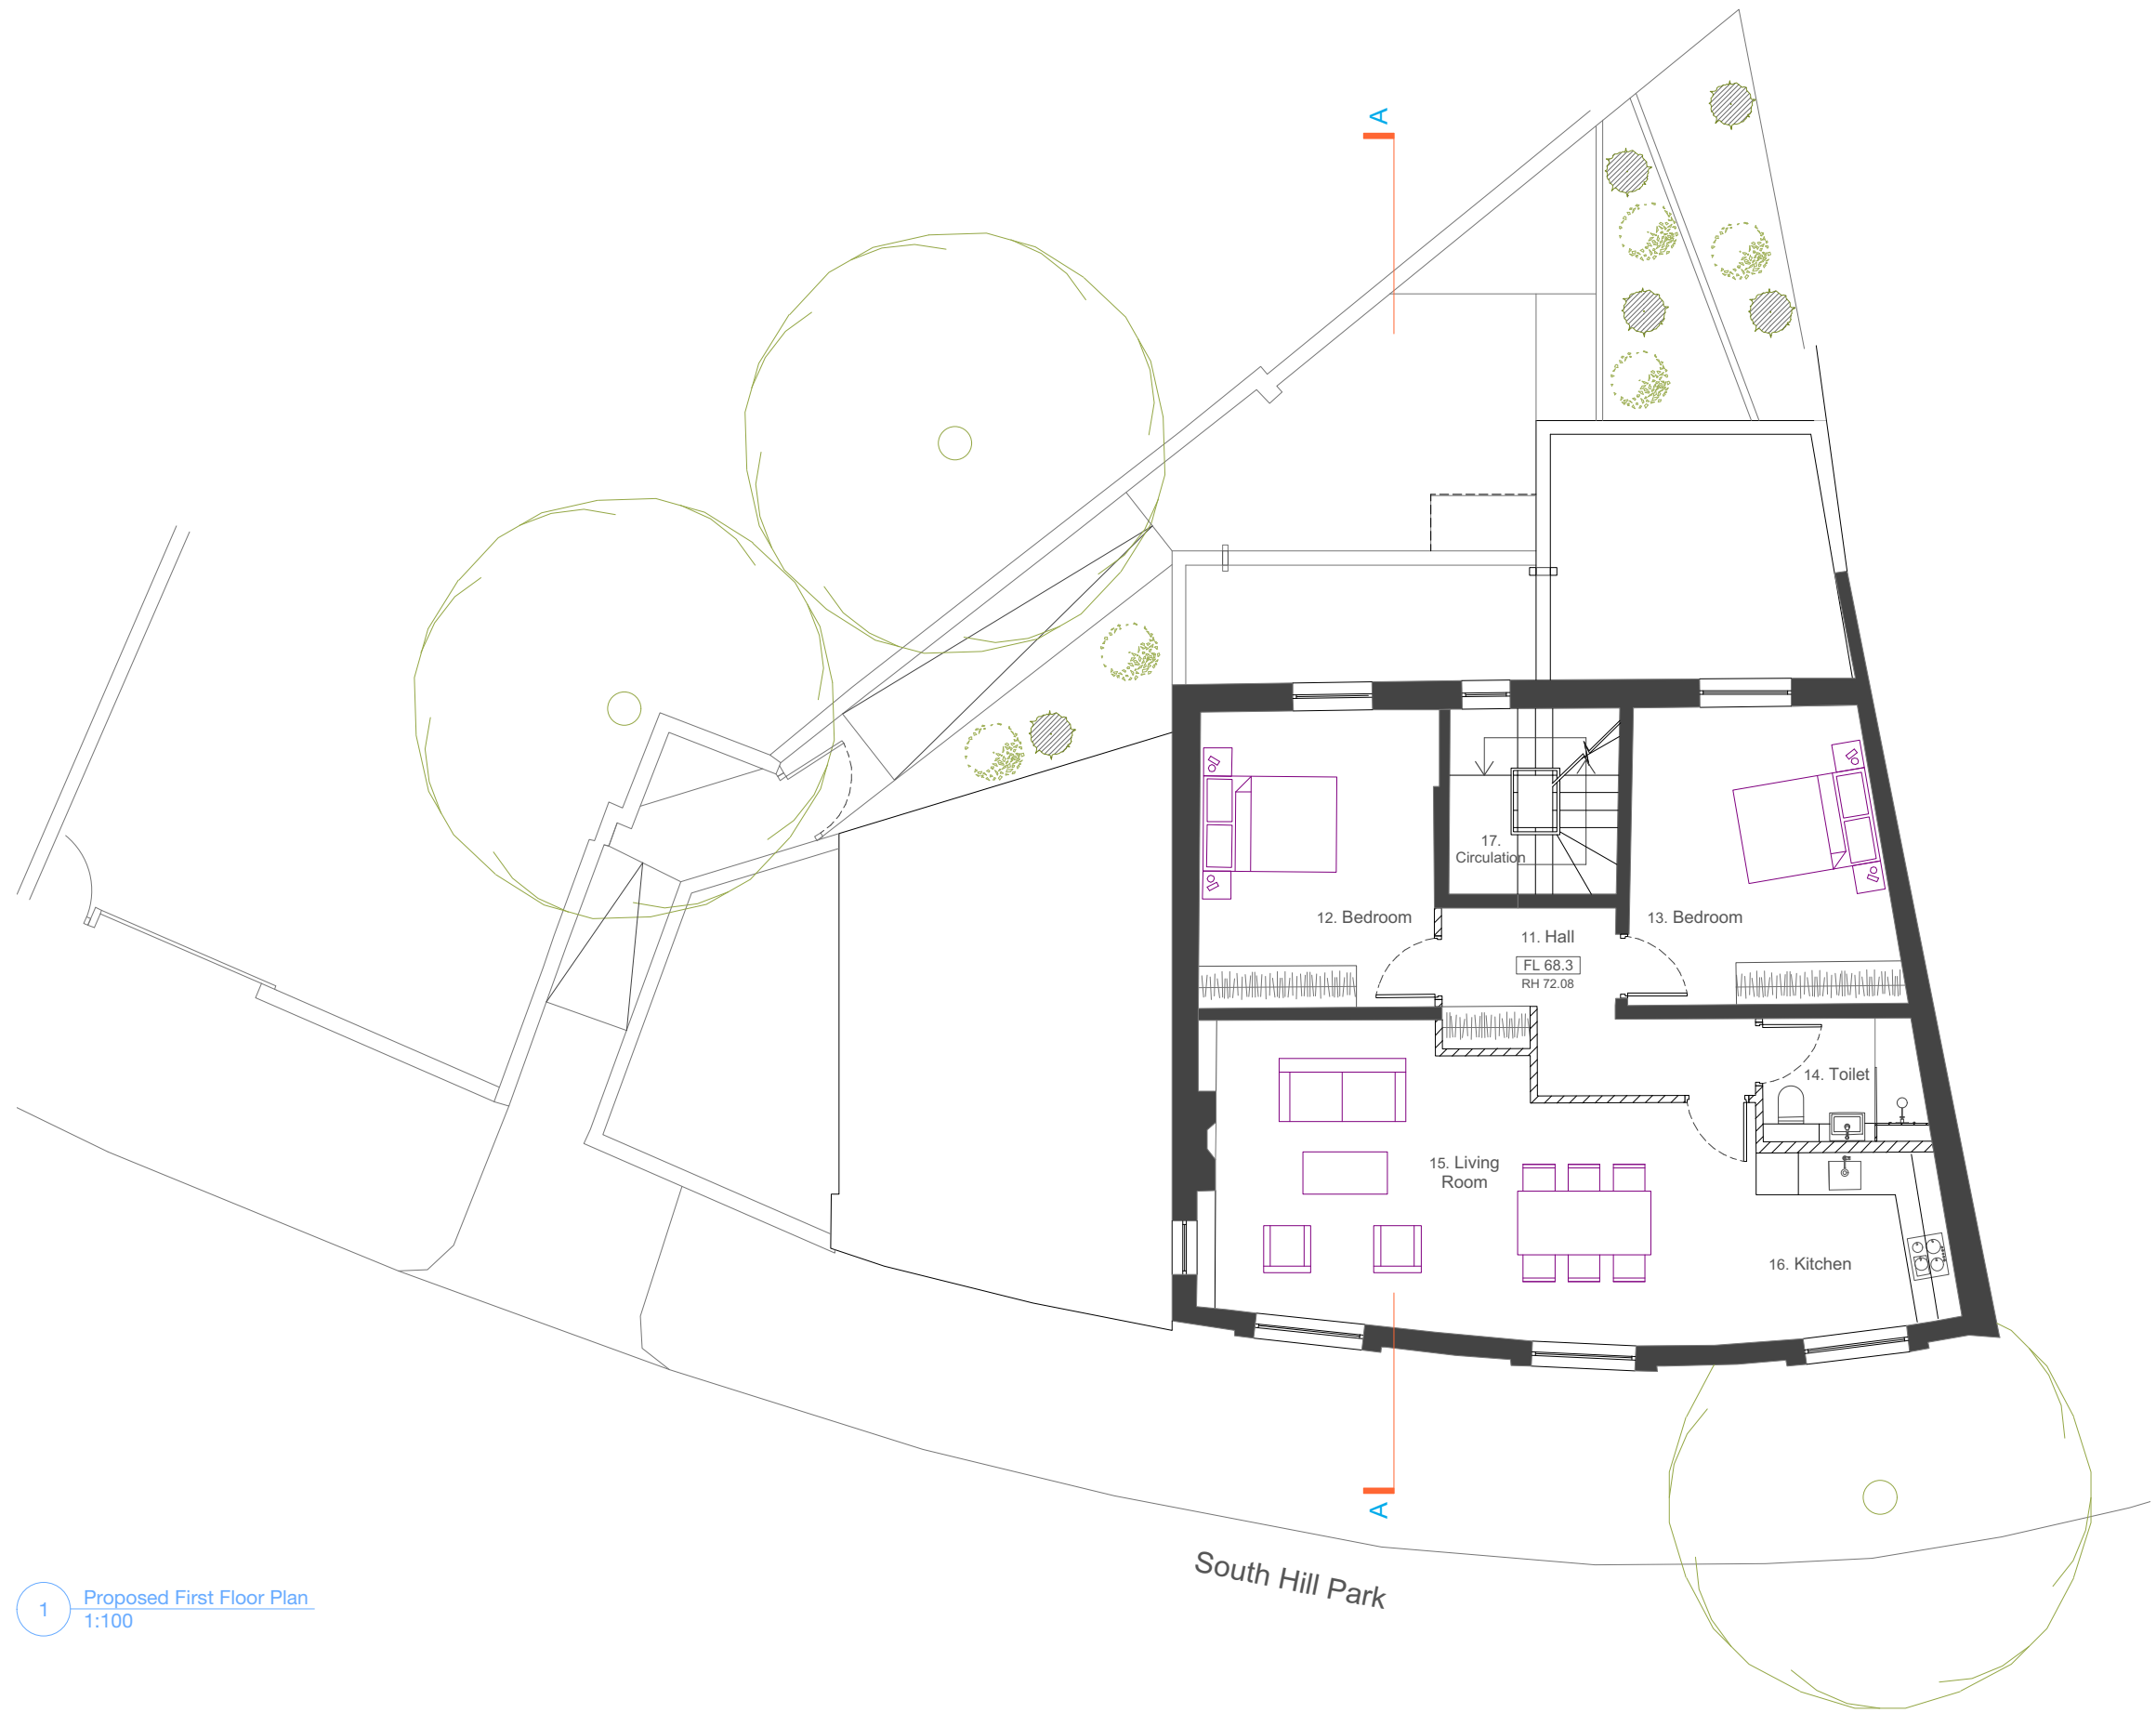 A
17.
Circulation
12. Bedroom
13. Bedroom
11. Hall
FL 68.3
RH 72.08
14. Toilet
15. Living
Room
16. Kitchen
A
South Hill Park
1
Proposed First Floor Plan
1:100